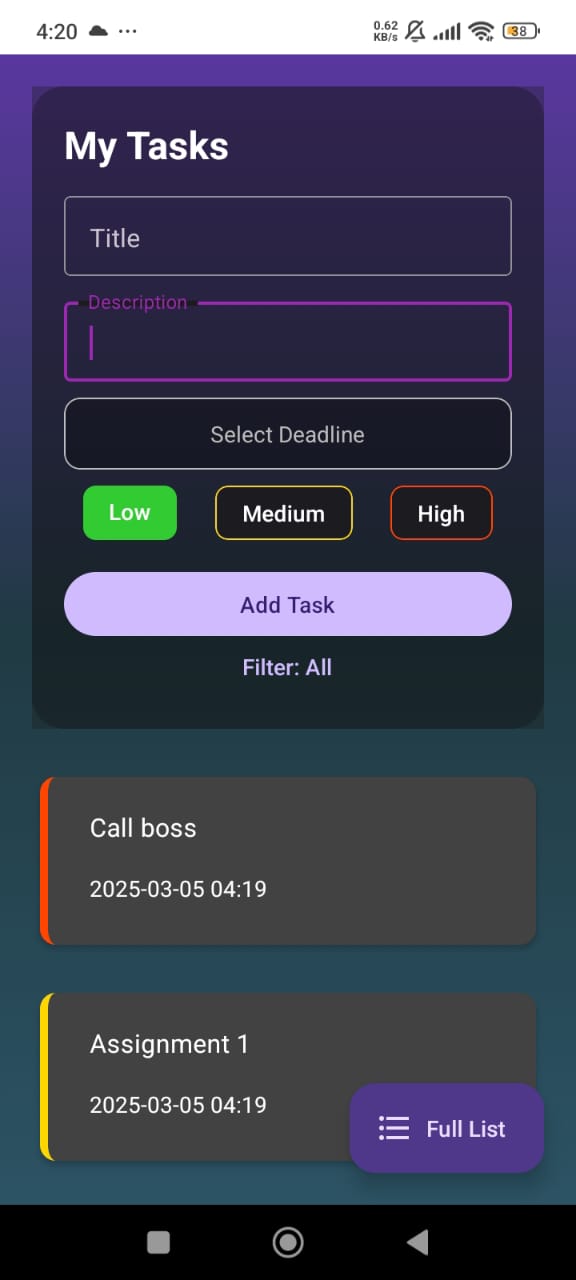 4:20
0.62
KB/s
38
My Tasks
Title
Description
Select Deadline
Low Medium High
Add Task
Filter: All
Call boss
2025-03-05 04:19
Assignment 1
2025-03-05 04:19
Full List